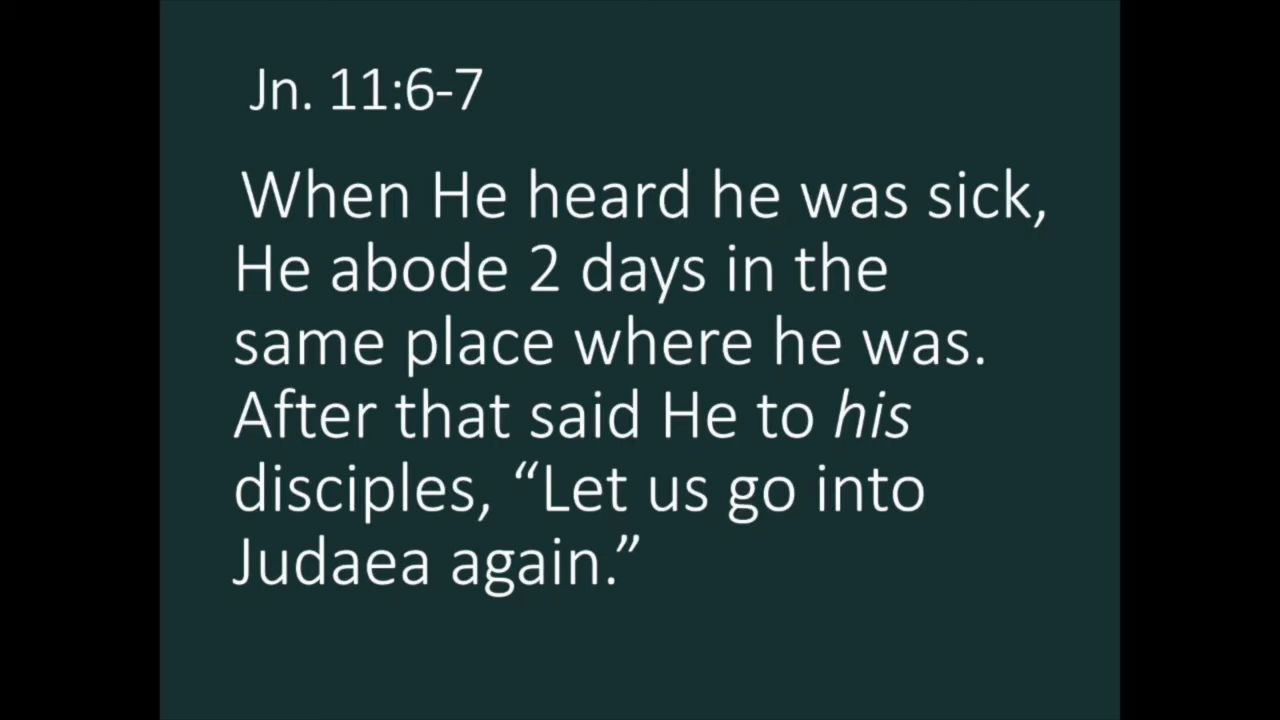 Jn. 11:6-7
When He heard he was sick,
He abode 2 days in the
same place where he was.
After that said He to his
disciples, “Let us go into
Judaea again.”